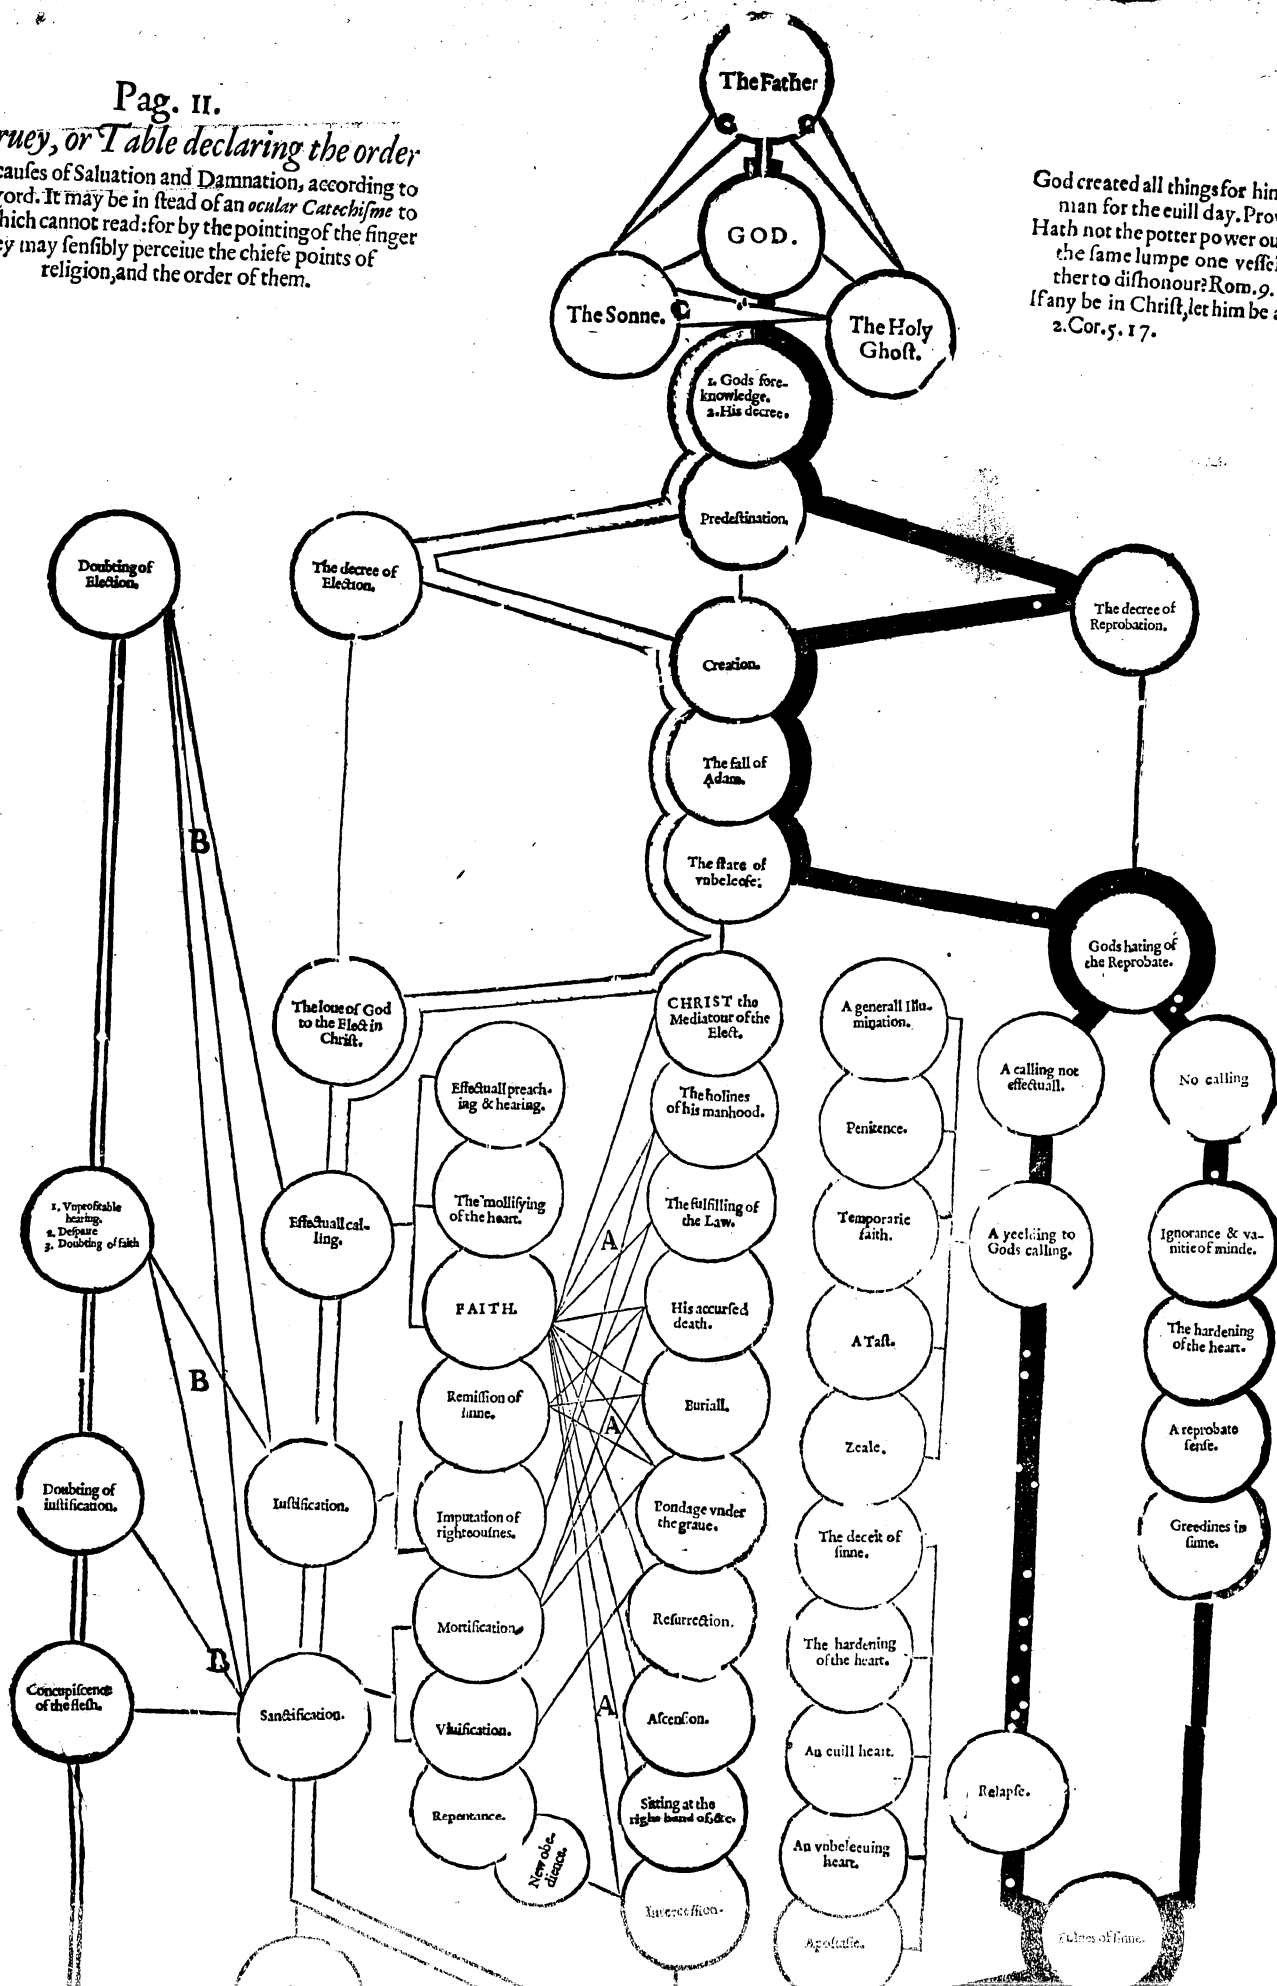 Pag. 11.
ruey, or Table declaring the order
cauſes of Saluation and Damnation, according to
ord. It may be in ſtead of an ocular Catechiſme to
hich cannot read: for by the pointing of the finger
ey may ſenſibly perceiue the chiefe points of
religion, and the order of them.
God created all things for him
man for the euill day. Prov
Hath not the potter power ou
the ſame lumpe one veſſel
ther to diſhonour? Rom. 9.
If any be in Chriſt, let him be a
2. Cor. 5. 17.
The Father
GOD.
The Sonne.
The Holy
Ghoſt.
1. Gods fore-
knowledge.
2. His decree.
Predeſtination.
Doubting of
Election.
The decree of
Election.
The decree of
Reprobation.
Creation.
The fall of
Adam.
The ſtate of
vnbeleefe.
Gods hating of
the Reprobate.
B
The loue of God
to the Elect in
Chriſt.
CHRIST the
Mediatour of the
Elect.
A generall Illu-
mination.
A calling not
effectuall.
No calling
Effectuall preach-
ing & hearing.
The holines
of his manhood.
Penitence.
1. Vnprofitable
hearing.
2. Deſpaire
3. Doubting of faith
Effectuall cal-
ling.
The mollifying
of the heart.
The fulfilling of
the Law.
Temporarie
faith.
A yeelding to
Gods calling.
Ignorance & va-
nitie of minde.
A
FAITH.
His accurſed
death.
A Taſt.
The hardening
of the heart.
B
Remiſſion of
ſinne.
A
Buriall.
Zeale.
A reprobate
ſenſe.
Doubting of
iuſtification.
Iuſtification.
Imputation of
righteouſnes.
Bondage vnder
the graue.
The deceit of
ſinne.
Greedines in
ſinne.
Mortification.
Reſurrection.
The hardening
of the heart.
B
Concupiſcence
of the fleſh.
Sanctification.
Viuification.
A
Aſcenſion.
An euill heart.
Relapſe.
Repentance.
New obe-
dience.
Sitting at the
right hand of, &c.
An vnbeleeuing
heart.
Interceſſion.
Apoſtaſie.
Fulnes of ſinne.